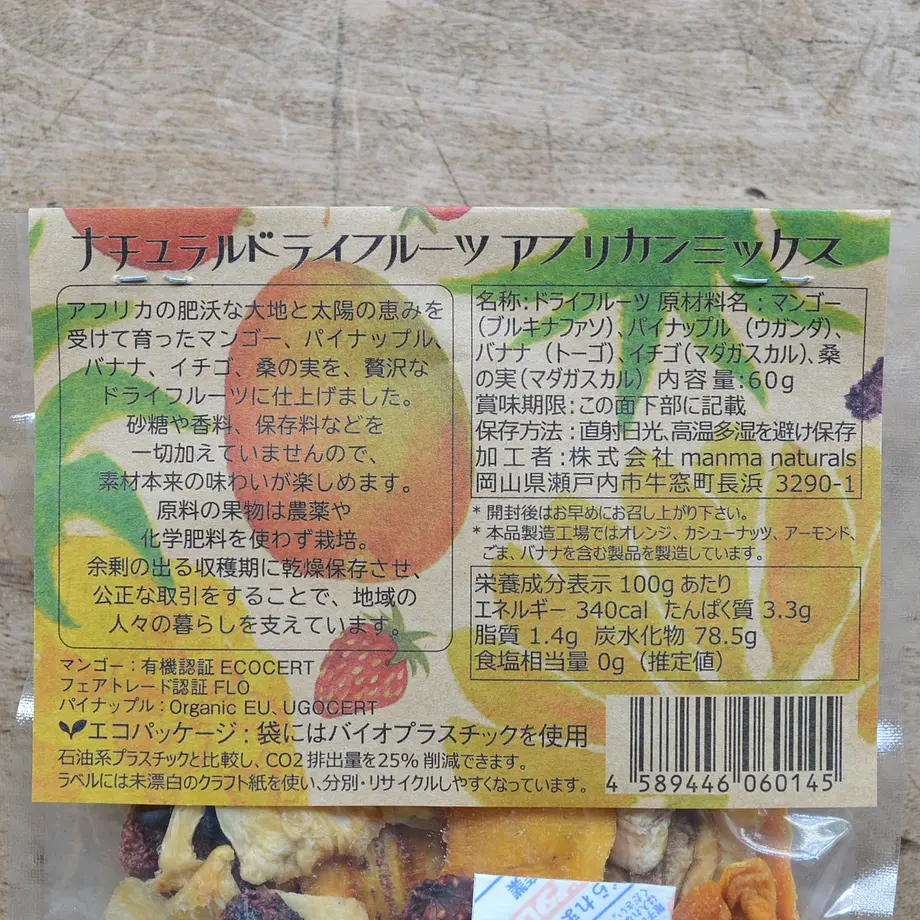 ナチュラルドライフルーツ アフリカンミックス
アフリカの肥沃な大地と太陽の恵みを
受けて育ったマンゴー、パイナップル、
バナナ、イチゴ、桑の実を、贅沢な
ドライフルーツに仕上げました。
砂糖や香料、保存料などを
一切加えていませんので、
素材本来の味わいが楽しめます。
原料の果物は農薬や
化学肥料を使わず栽培。
余剰の出る収穫期に乾燥保存させ、
公正な取引をすることで、地域の
人々の暮らしを支えています。
マンゴー：有機認証 ECOCERT
フェアトレード認証 FLO
パイナップル：Organic EU、UGOCERT
エコパッケージ：袋にはバイオプラスチックを使用
石油系プラスチックと比較し、CO2 排出量を25% 削減できます。
ラベルには未漂白のクラフト紙を使い、分別・リサイクルしやすくなっています。
名称：ドライフルーツ 原材料名：マンゴー
（ブルキナファソ）、パイナップル（ウガンダ）、
バナナ（トーゴ）、イチゴ（マダガスカル）、桑
の実（マダガスカル） 内容量：60g
賞味期限：この面下部に記載
保存方法：直射日光、高温多湿を避け保存
加工者：株式会社 manma naturals
岡山県瀬戸内市牛窓町長浜 3290-1
* 開封後はお早めにお召し上がり下さい。
* 本品製造工場ではオレンジ、カシューナッツ、アーモンド、
ごま、バナナを含む製品を製造しています。
栄養成分表示 100g あたり
エネルギー 340cal たんぱく質 3.3g
脂質 1.4g 炭水化物 78.5g
食塩相当量 0g（推定値）
4 589446 060145